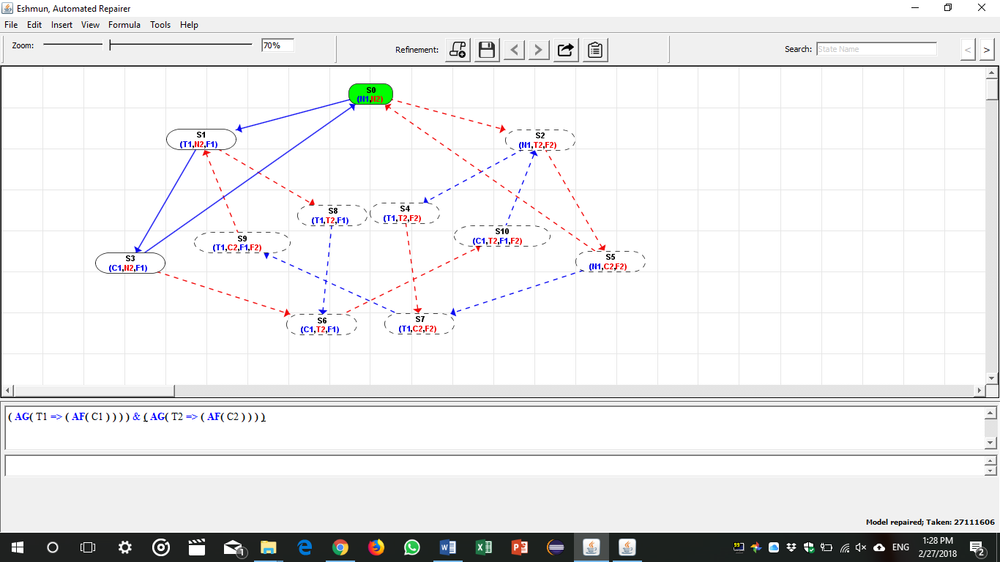 Eshmun, Automated Repairer
File Edit Insert View Formula Tools Help
Zoom: 70% Refinement: Search: State Name < >
S0
(N1,N2)
S1
(T1,N2,F1)
S2
(N1,T2,F2)
S8
(T1,T2,F1)
S4
(T1,T2,F2)
S9
(T1,C2,F1,F2)
S10
(C1,T2,F1,F2)
S3
(C1,N2,F1)
S5
(N1,C2,F2)
S6
(C1,T2,F1)
S7
(T1,C2,F2)
( AG( T1 => ( AF( C1 ) ) ) ) & ( AG( T2 => ( AF( C2 ) ) ) )
Model repaired; Taken: 27111606
99+ ENG
1:28 PM
2/27/2018
1
2